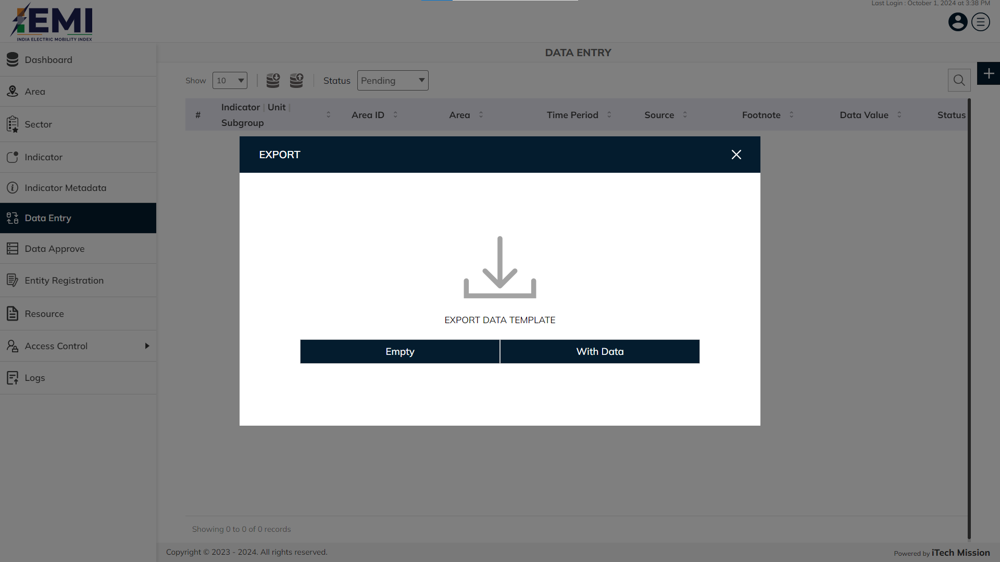 Last Login : October 1, 2024 at 3:38 PM
EMI
INDIA ELECTRIC MOBILITY INDEX
DATA ENTRY
Dashboard
Area
Sector
Indicator
Indicator Metadata
Data Entry
Data Approve
Entity Registration
Resource
Access Control
Logs
Show 10 Status Pending
# Indicator | Unit | Area ID Area Time Period Source Footnote Data Value Status
Subgroup
EXPORT
EXPORT DATA TEMPLATE
Empty With Data
Showing 0 to 0 of 0 records
Copyright © 2023 - 2024. All rights reserved.
Powered by iTech Mission